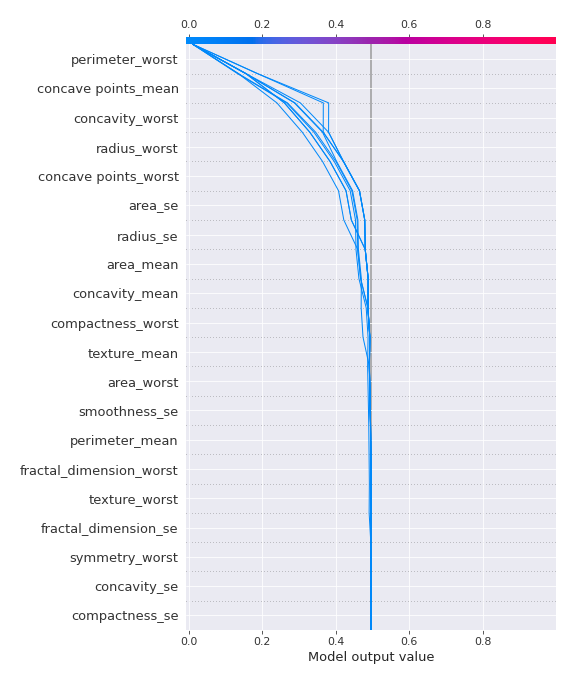 0.0 0.2 0.4 0.6 0.8
perimeter_worst
concave points_mean
concavity_worst
radius_worst
concave points_worst
area_se
radius_se
area_mean
concavity_mean
compactness_worst
texture_mean
area_worst
smoothness_se
perimeter_mean
fractal_dimension_worst
texture_worst
fractal_dimension_se
symmetry_worst
concavity_se
compactness_se
0.0 0.2 0.4 0.6 0.8
Model output value